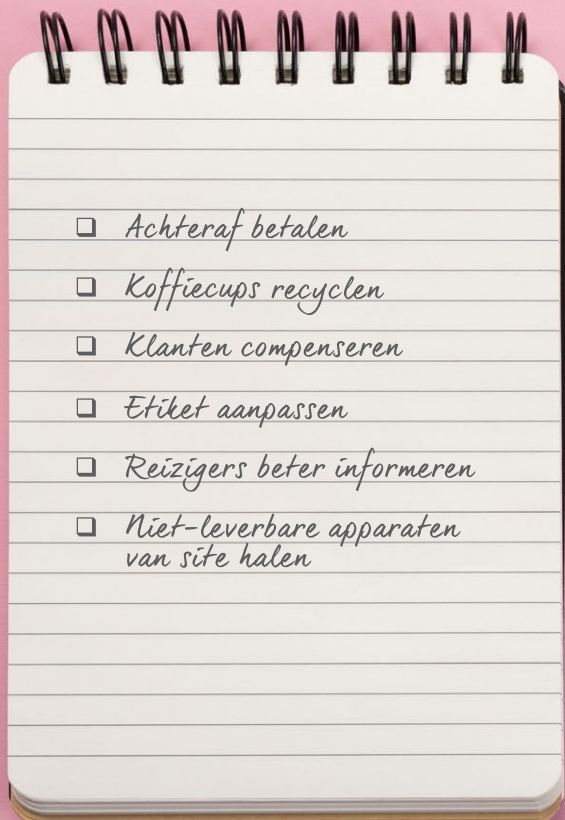 ❑ Achteraf betalen
❑ Koffiecups recyclen
❑ Klanten compenseren
❑ Etiket aanpassen
❑ Reizigers beter informeren
❑ Niet-leverbare apparaten
van site halen